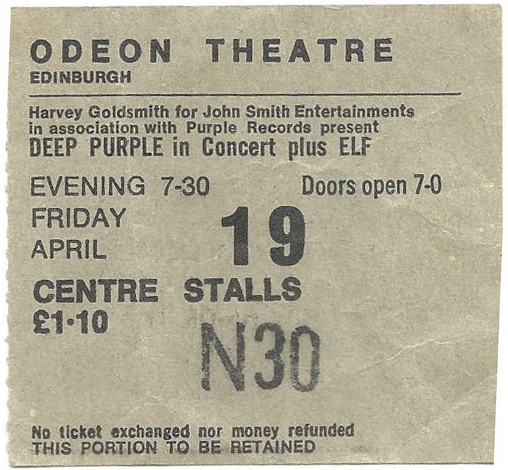 ODEON THEATRE
EDINBURGH
Harvey Goldsmith for John Smith Entertainments
in association with Purple Records present
DEEP PURPLE in Concert plus ELF
EVENING 7-30 Doors open 7-0
FRIDAY
APRIL 19
CENTRE STALLS
£1·10
N30
No ticket exchanged nor money refunded
THIS PORTION TO BE RETAINED